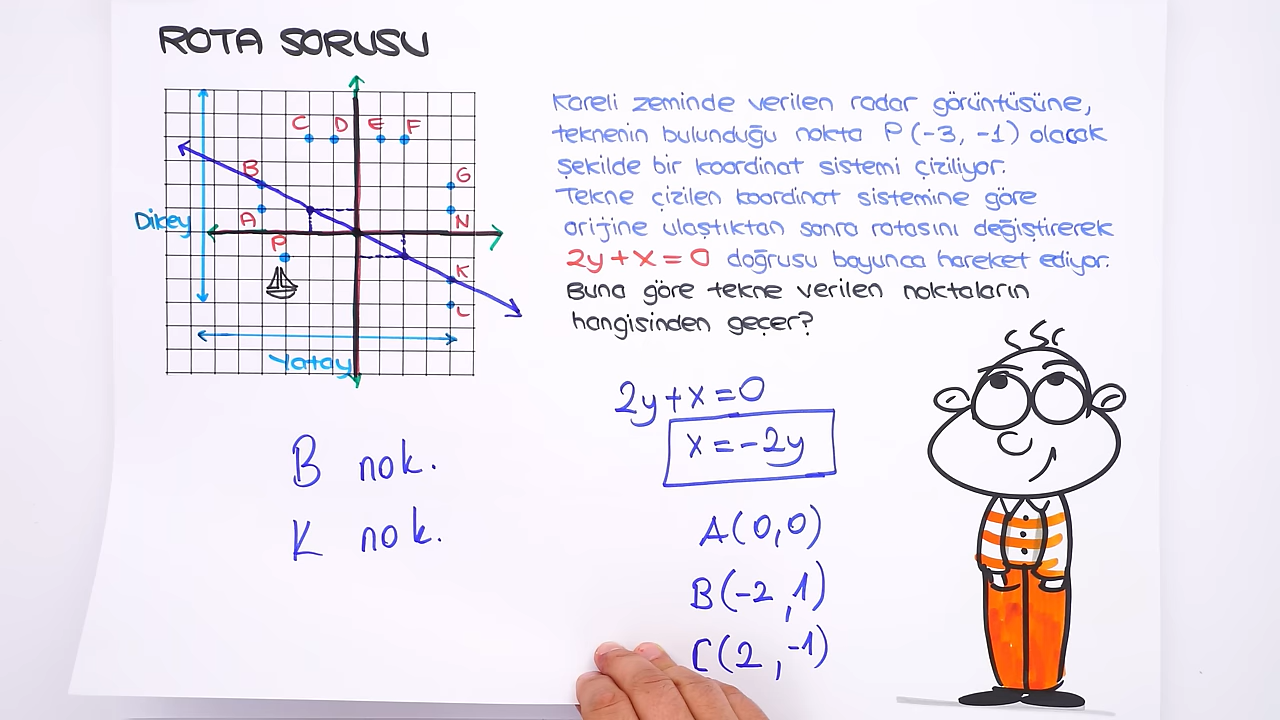 ROTA SORUSU
C D E F
B G
A N
Dikey
P
K
L
Yatay
Kareli zeminde verilen radar görüntüsüne,
teknenin bulunduğu nokta P(-3, -1) olacak
şekilde bir koordinat sistemi çiziliyor.
Tekne çizilen koordinat sistemine göre
orijine ulaştıktan sonra rotasını değiştirerek
2y+x=0 doğrusu boyunca hareket ediyor.
Buna göre tekne verilen noktaların
hangisinden geçer?
2y+x=0
x=-2y
A(0,0)
B(-2,1)
C(2,-1)
B nok.
K nok.